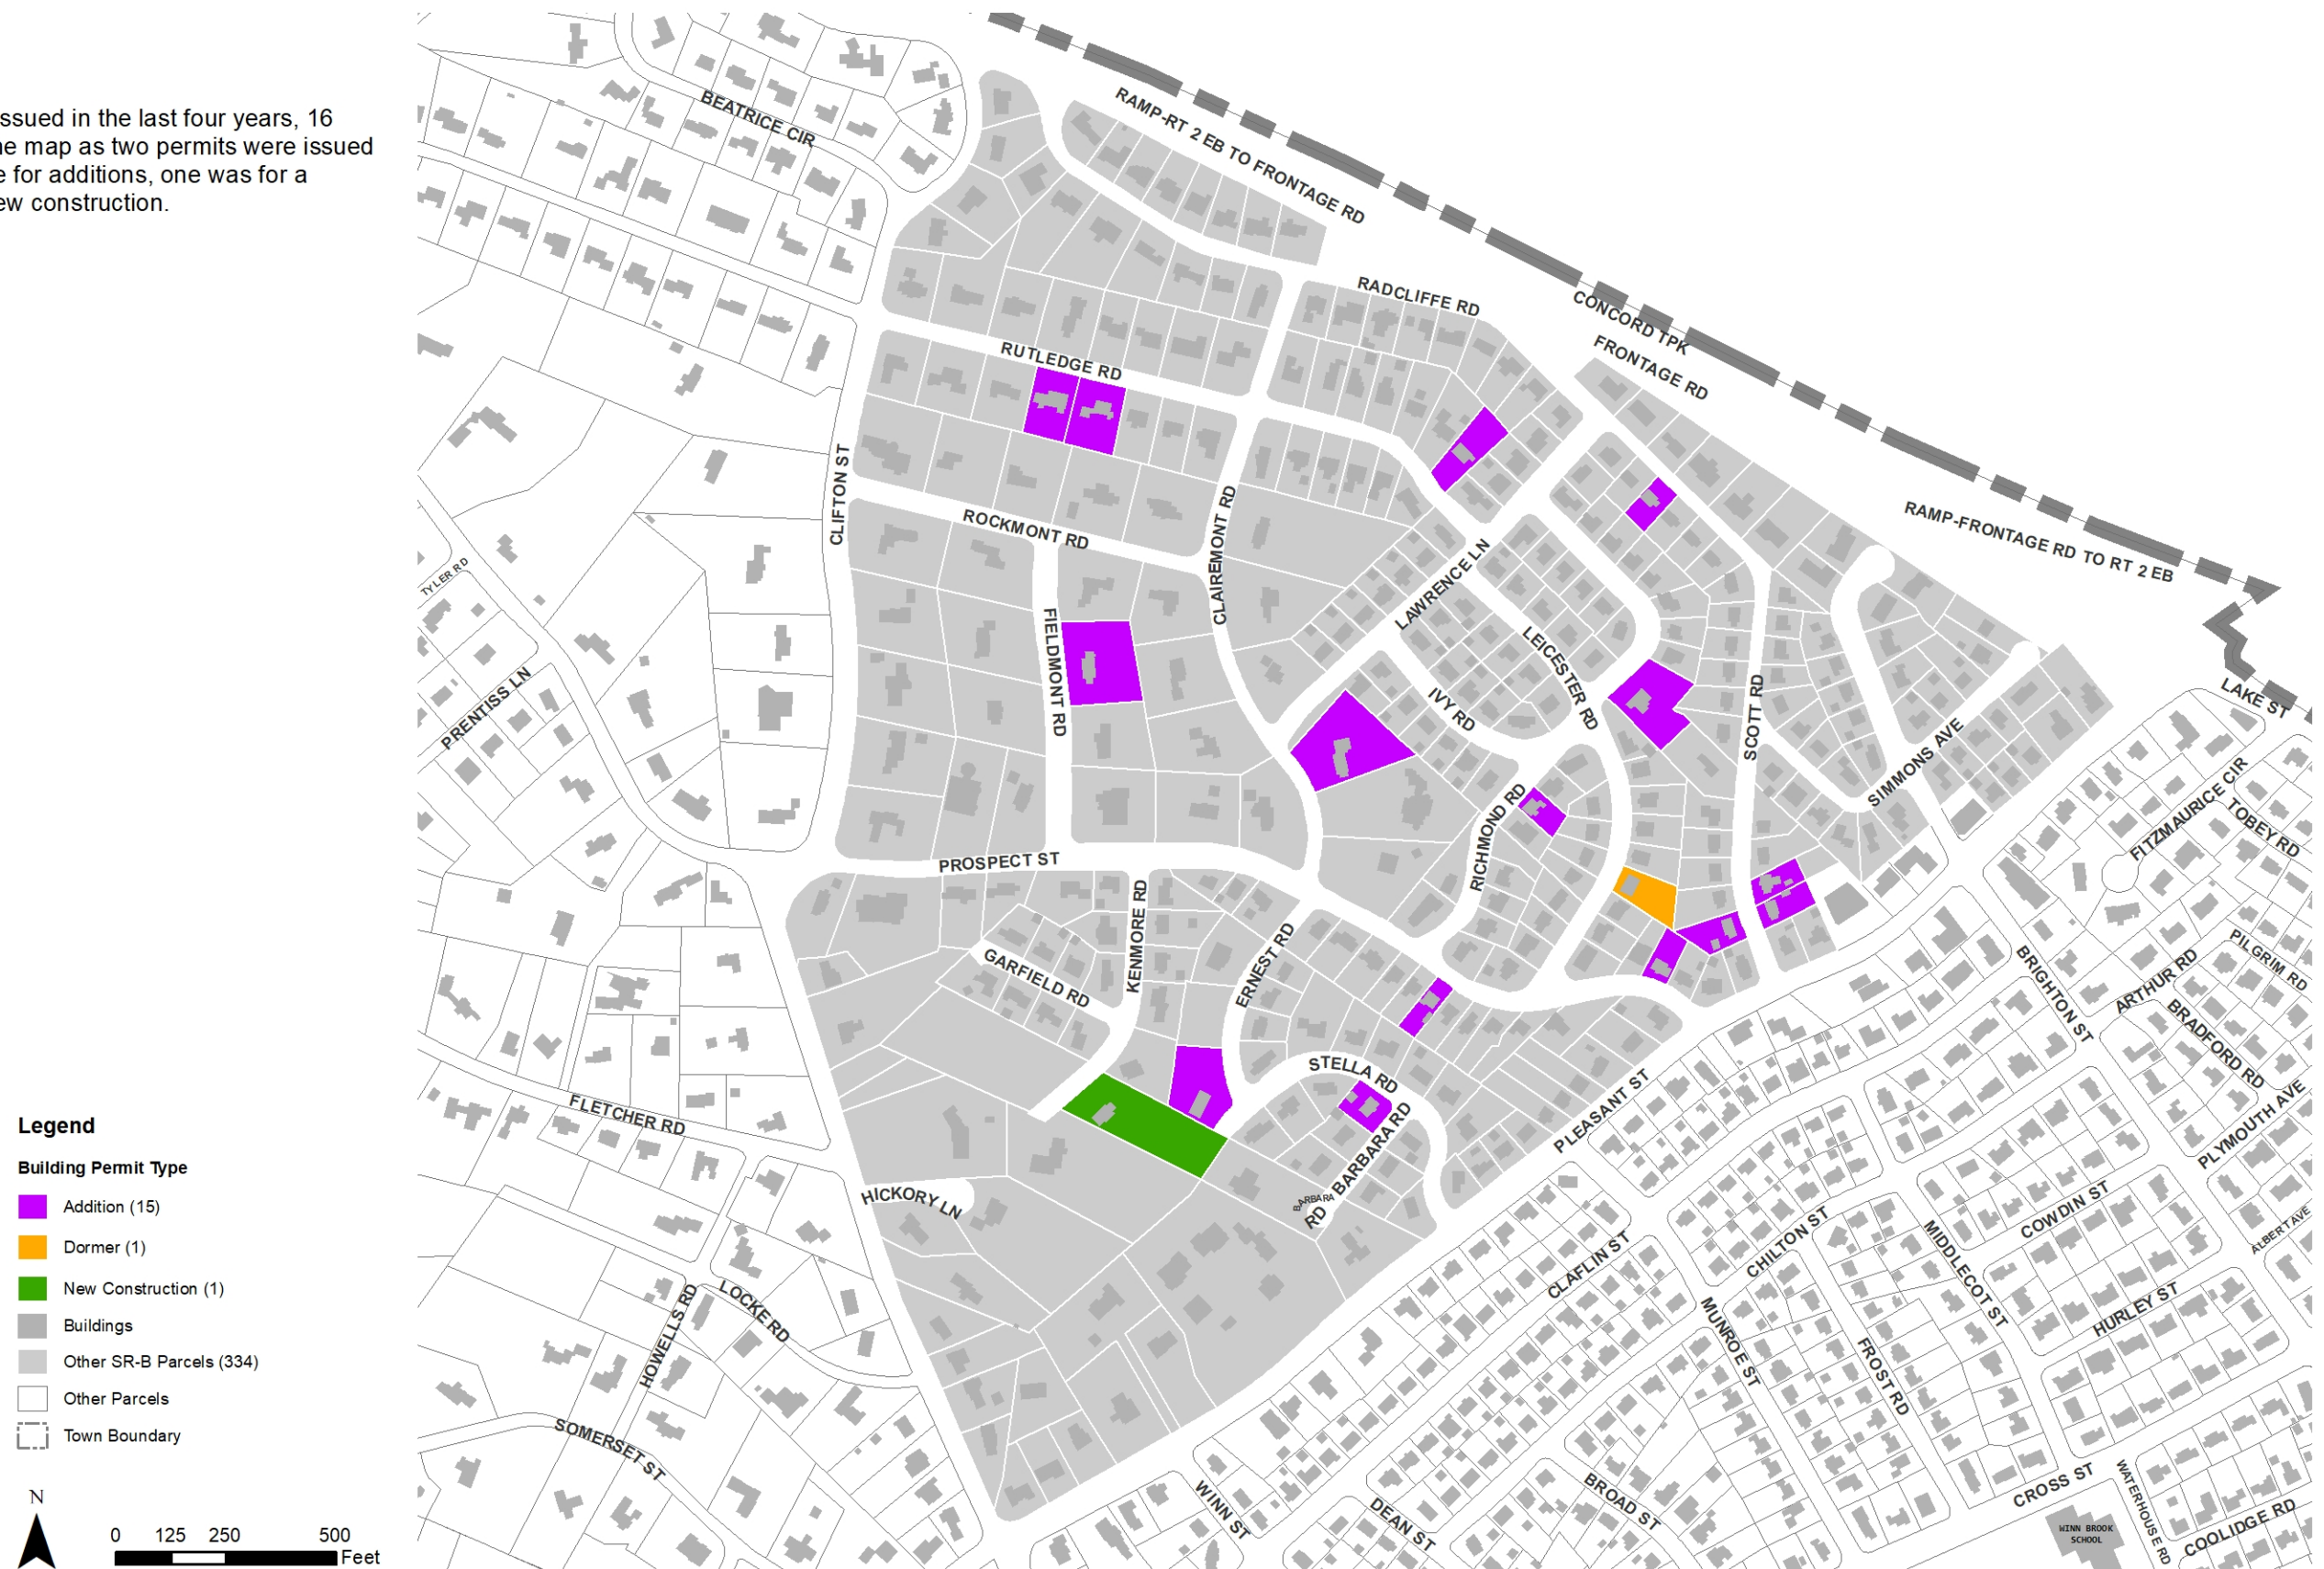 issued in the last four years, 16
he map as two permits were issued
e for additions, one was for a
ew construction.
BEATRICE CIR
RAMP-RT 2 EB TO FRONTAGE RD
RADCLIFFE RD
CONCORD TPK
FRONTAGE RD
RUTLEDGE RD
CLIFTON ST
ROCKMONT RD
CLAIREMONT RD
RAMP-FRONTAGE RD TO RT 2 EB
LAWRENCE LN
TYLER RD
FIELDMONT RD
LEICESTER RD
PRENTISS LN
IVY RD
SCOTT RD
LAKE ST
SIMMONS AVE
FITZMAURICE CIR
TOBEY RD
RICHMOND RD
PROSPECT ST
KENMORE RD
GARFIELD RD
ERNEST RD
BRIGHTON ST
ARTHUR RD
PILGRIM RD
BRADFORD RD
STELLA RD
PLEASANT ST
PLYMOUTH AVE
FLETCHER RD
BARBARA RD
BARBARA
RD
HICKORY LN
COWDIN ST
ALBERT AVE
CHILTON ST
MIDDLECOT ST
CLAFLIN ST
HURLEY ST
HOWELLS RD
LOCKE RD
MUNROE ST
FROST RD
SOMERSET ST
WINN ST
DEAN ST
BROAD ST
CROSS ST
WATERHOUSE RD
COOLIDGE RD
WINN BROOK
SCHOOL
Legend
Building Permit Type
Addition (15)
Dormer (1)
New Construction (1)
Buildings
Other SR-B Parcels (334)
Other Parcels
Town Boundary
N
0 125 250 500
Feet